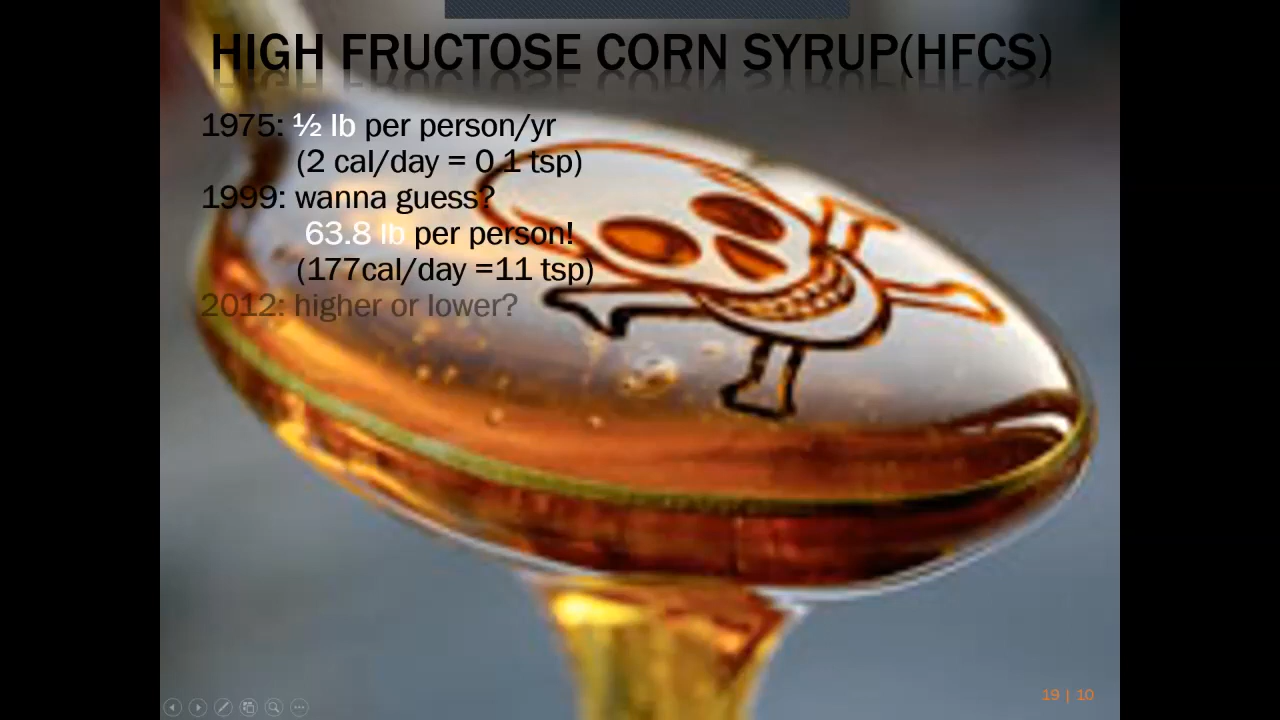 HIGH FRUCTOSE CORN SYRUP(HFCS)
1975: ½ lb per person/yr
(2 cal/day = 0.1 tsp)
1999: wanna guess?
63.8 lb per person!
(177cal/day =11 tsp)
2012: higher or lower?
19 | 10